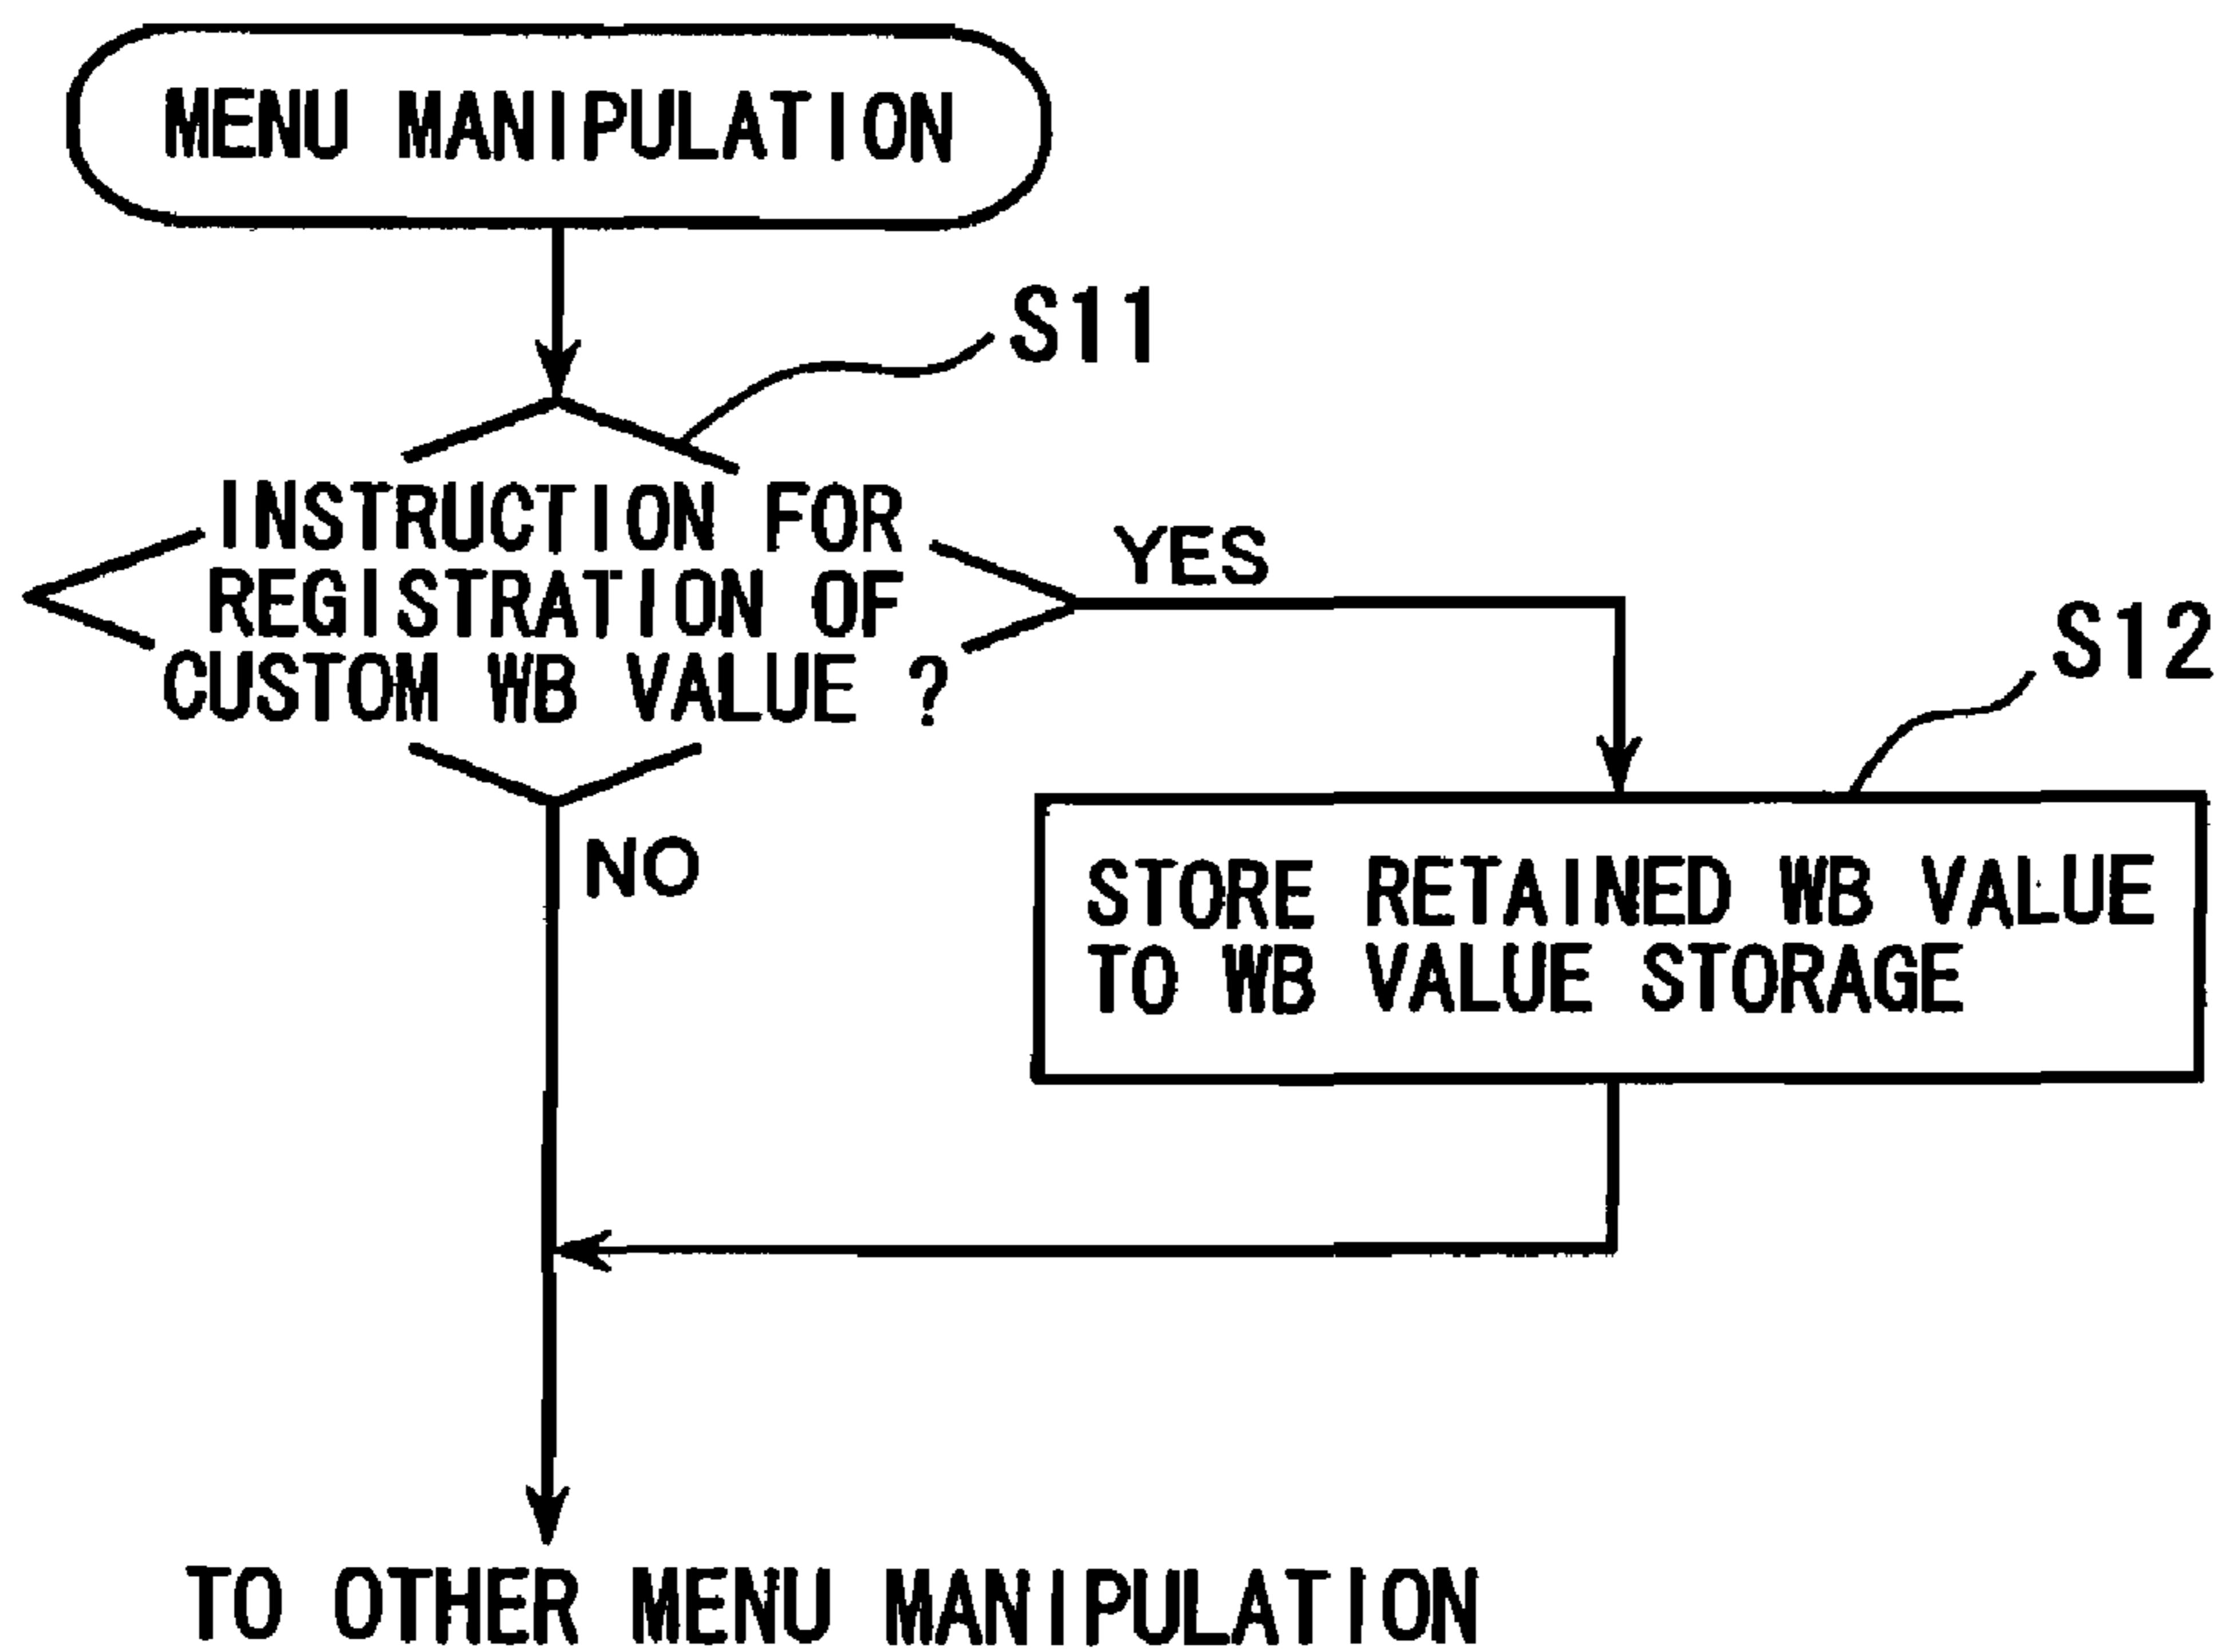 MENU MANIPULATION
S11
INSTRUCTION FOR
REGISTRATION OF
CUSTOM WB VALUE ?
YES
S12
NO
STORE RETAINED WB VALUE
TO WB VALUE STORAGE
TO OTHER MENU MANIPULATION